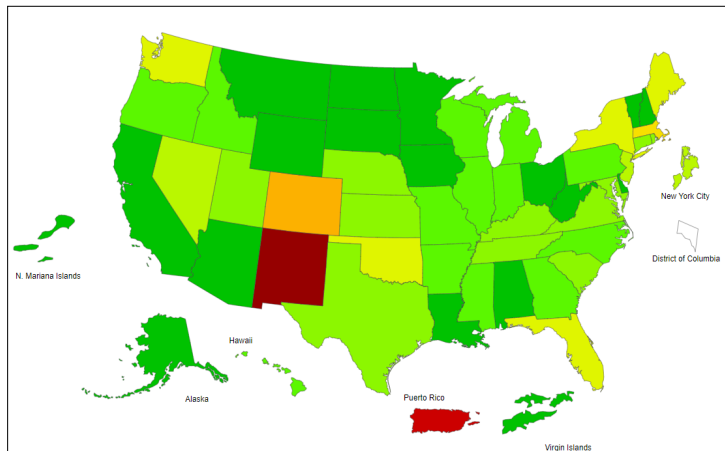 New York City
District of Columbia
N. Mariana Islands
Hawaii
Alaska
Puerto Rico
Virgin Islands